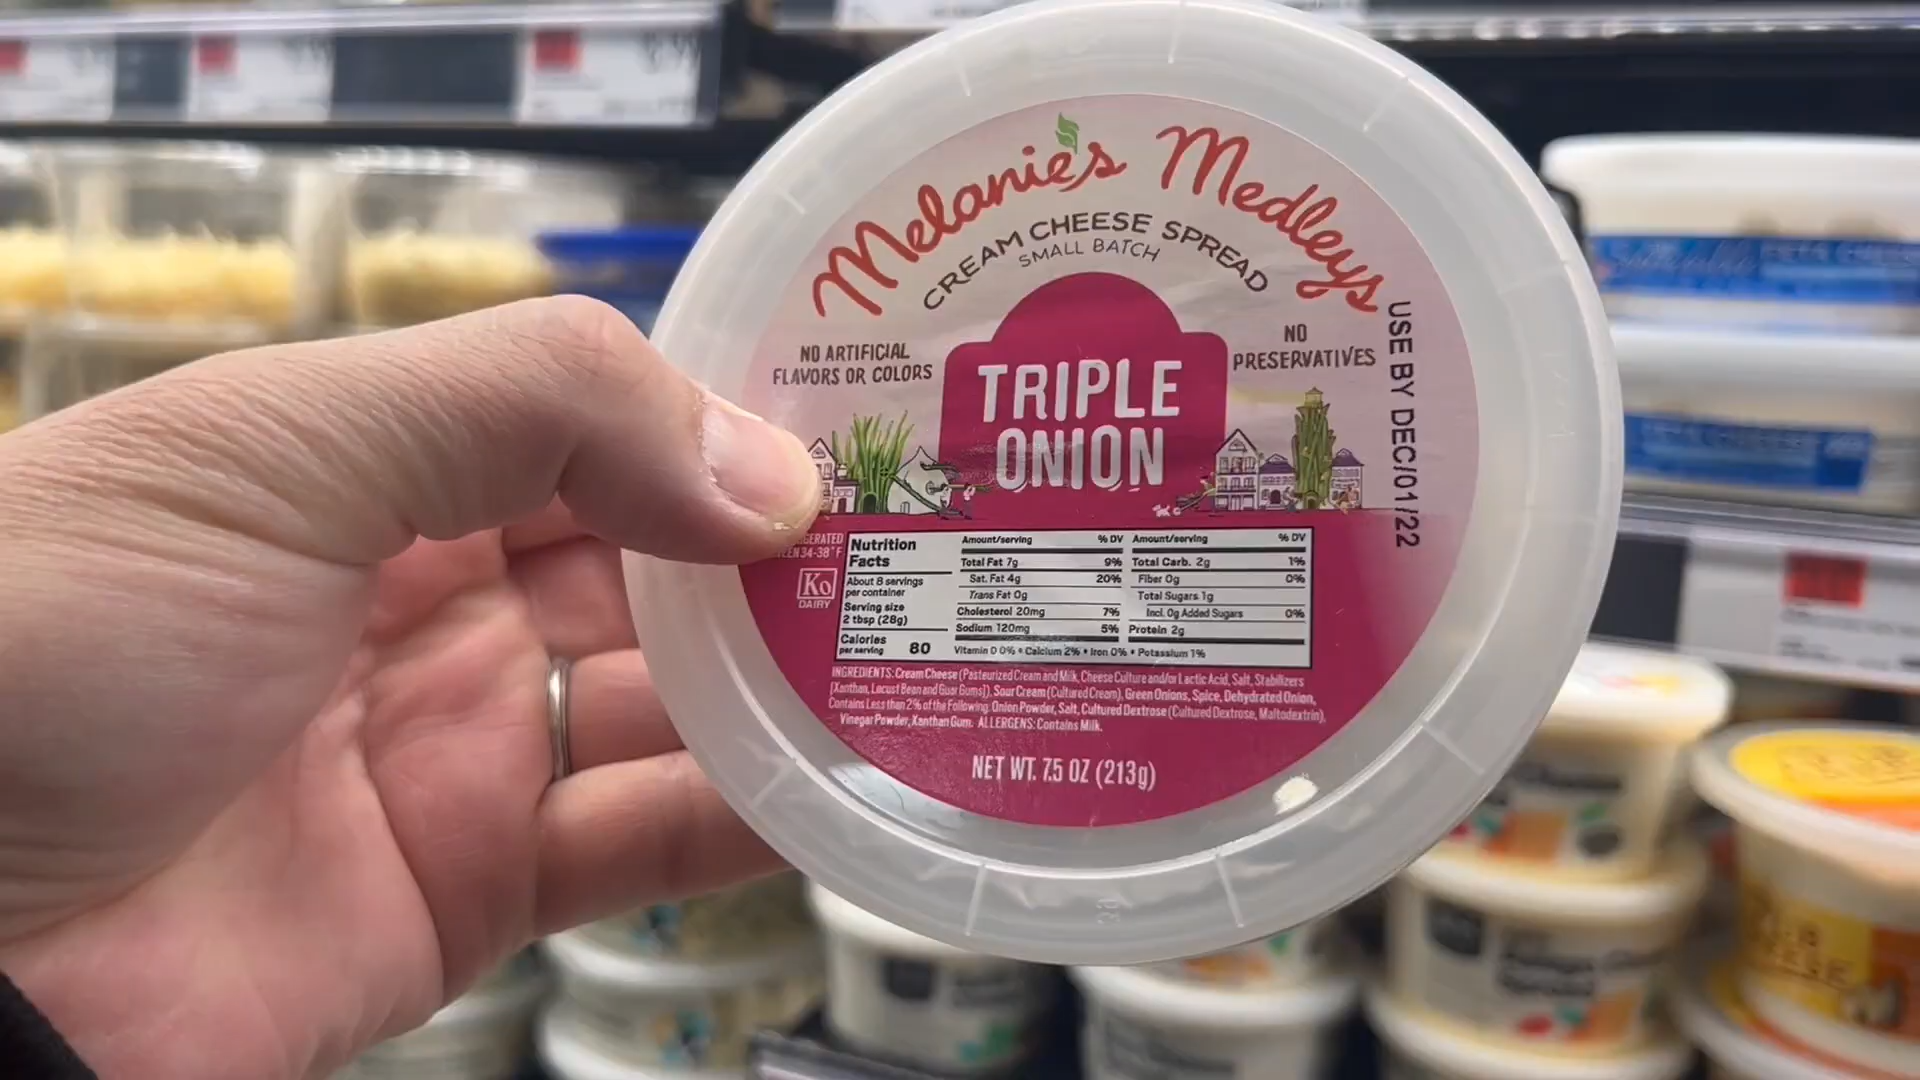 Melanie's Medleys
CREAM CHEESE SPREAD
SMALL BATCH
NO ARTIFICIAL
FLAVORS OR COLORS
NO
PRESERVATIVES
TRIPLE
ONION
USE BY DEC/01/22
34-38°F
KO
DAIRY
Nutrition
Facts
About 8 servings
per container
Serving size
2 tbsp (28g)
Calories
per serving 80
Amount/serving % DV
Total Fat 7g 9%
Sat. Fat 4g 20%
Trans Fat 0g
Cholesterol 20mg 7%
Sodium 120mg 5%
Amount/serving % DV
Total Carb. 2g 1%
Fiber 0g 0%
Total Sugars 1g
Incl. 0g Added Sugars 0%
Protein 2g
Vitamin D 0% • Calcium 2% • Iron 0% • Potassium 1%
INGREDIENTS: Cream Cheese (Pasteurized Cream and Milk, Cheese Culture and/or Lactic Acid, Salt, Stabilizers
[Xanthan, Locust Bean and Guar Gums]), Sour Cream (Cultured Cream), Green Onions, Spice, Dehydrated Onion,
Contains Less than 2% of the Following: Onion Powder, Salt, Cultured Dextrose (Cultured Dextrose, Maltodextrin),
Vinegar Powder, Xanthan Gum. ALLERGENS: Contains Milk.
NET WT. 7.5 OZ (213g)